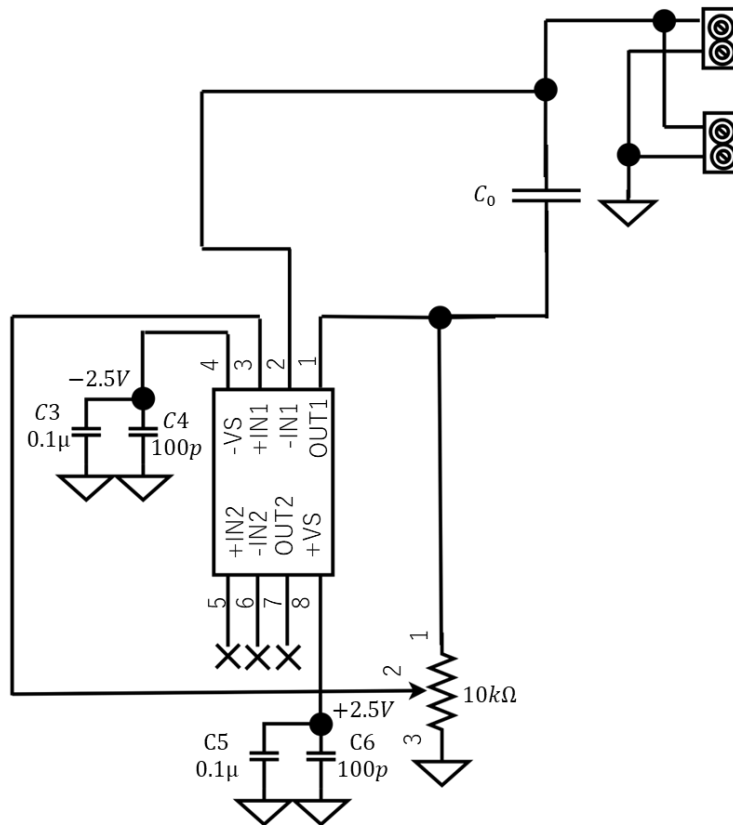 C₀
4
3
2
1
−2.5V
C3
0.1μ
C4
100p
-VS
+IN1
-IN1
OUT1
+IN2
-IN2
OUT2
+VS
5
6
7
8
1
2
3
10kΩ
+2.5V
C5
0.1μ
C6
100p